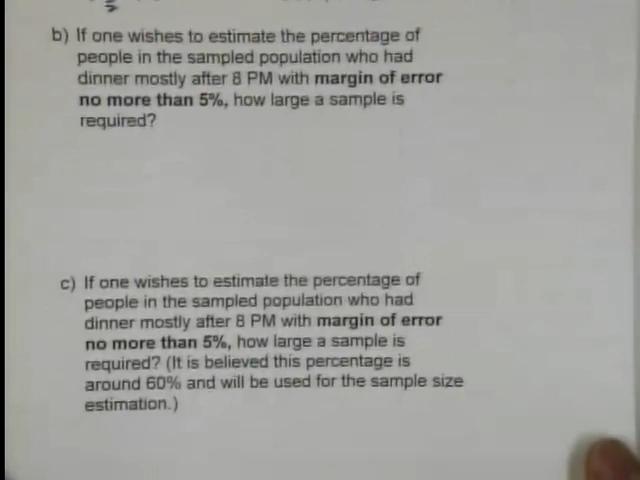 b) If one wishes to estimate the percentage of
people in the sampled population who had
dinner mostly after 8 PM with margin of error
no more than 5%, how large a sample is
required?
c) If one wishes to estimate the percentage of
people in the sampled population who had
dinner mostly after 8 PM with margin of error
no more than 5%, how large a sample is
required? (It is believed this percentage is
around 60% and will be used for the sample size
estimation.)